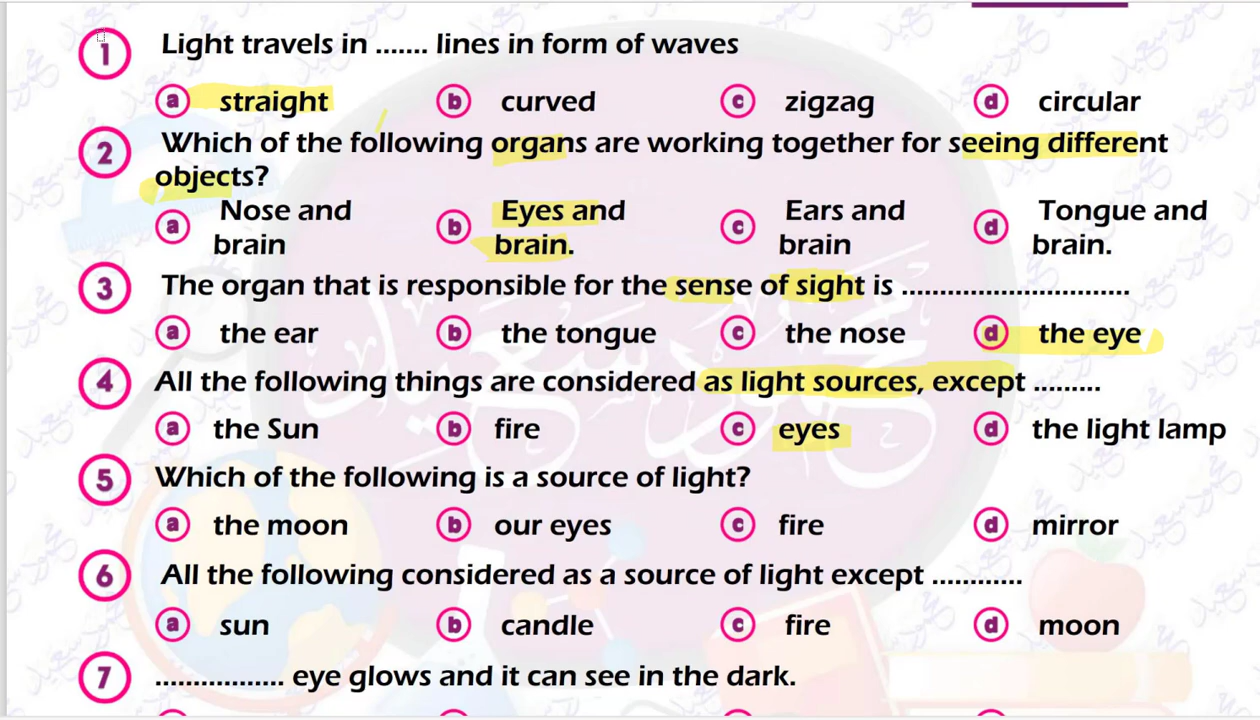 1 Light travels in ....... lines in form of waves
a straight b curved c zigzag d circular
2 Which of the following organs are working together for seeing different
objects?
a Nose and brain b Eyes and brain. c Ears and brain d Tongue and brain.
3 The organ that is responsible for the sense of sight is ..............................
a the ear b the tongue c the nose d the eye
4 All the following things are considered as light sources, except .........
a the Sun b fire c eyes d the light lamp
5 Which of the following is a source of light?
a the moon b our eyes c fire d mirror
6 All the following considered as a source of light except ............
a sun b candle c fire d moon
7 ................. eye glows and it can see in the dark.